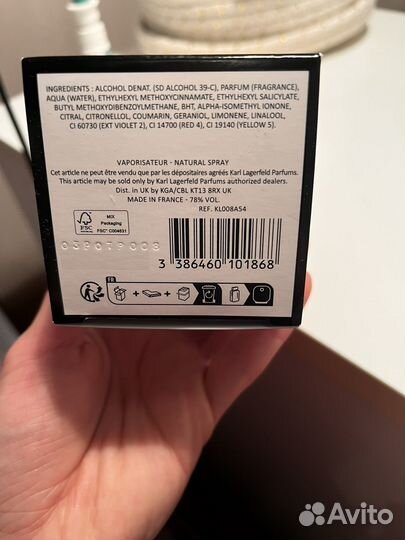 INGREDIENTS : ALCOHOL DENAT. (SD ALCOHOL 39-C), PARFUM (FRAGRANCE),
AQUA (WATER), ETHYLHEXYL METHOXYCINNAMATE, ETHYLHEXYL SALICYLATE,
BUTYL METHOXYDIBENZOYLMETHANE, BHT, ALPHA-ISOMETHYL IONONE,
CITRAL, CITRONELLOL, COUMARIN, GERANIOL, LIMONENE, LINALOOL,
CI 60730 (EXT VIOLET 2), CI 14700 (RED 4), CI 19140 (YELLOW 5).
VAPORISATEUR - NATURAL SPRAY
Cet article ne peut être vendu que par les dépositaires agréés Karl Lagerfeld Parfums.
This article may be sold only by Karl Lagerfeld Parfums authorized dealers.
Dist. in UK by KGA/CBL KT13 8RX UK
MADE IN FRANCE - 78% VOL.
REF. KL008A54
FSC
MIX
Packaging
FSC® C004631
3 386460 101868
FR
Avito